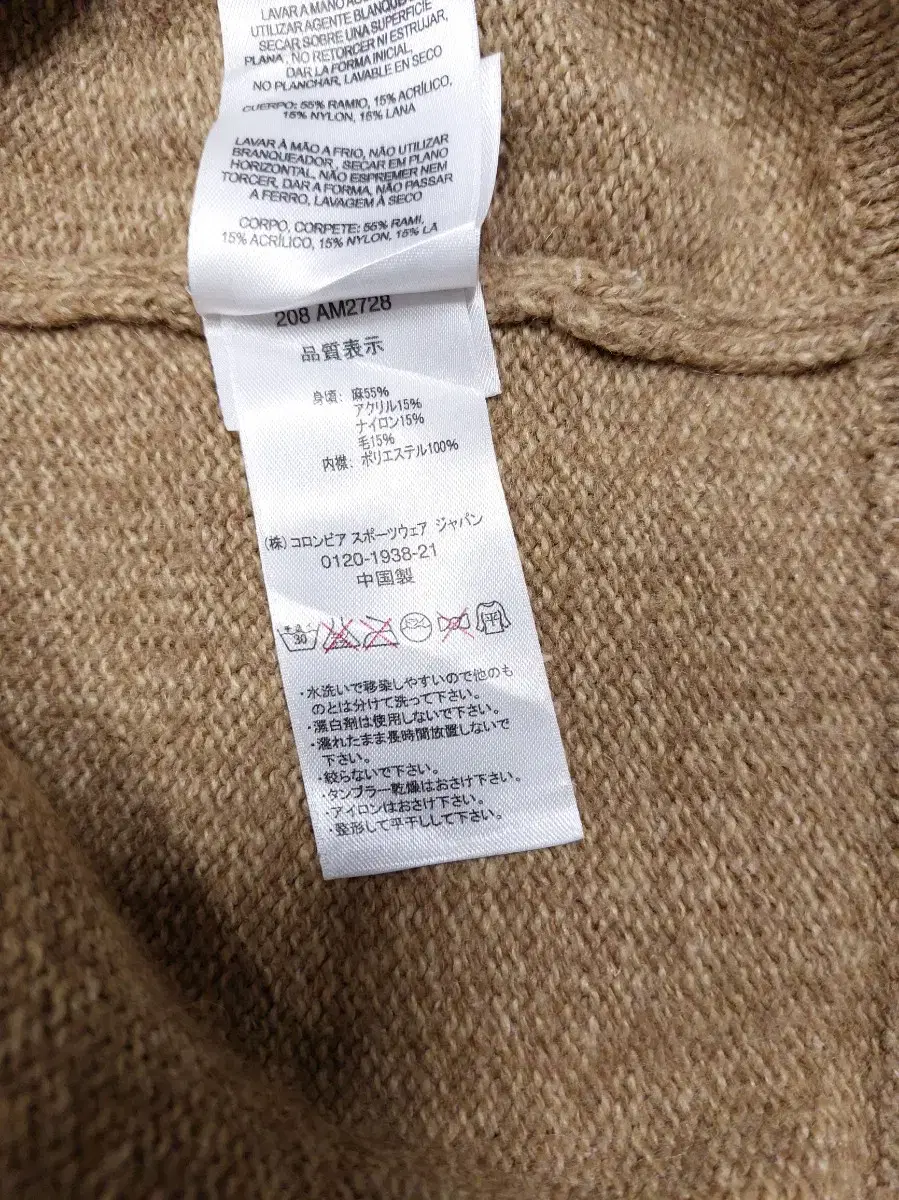 LAVAR A MANO
UTILIZAR AGENTE BLANQUE
SECAR SOBRE UNA SUPERFICIE
PLANA , NO RETORCER NI ESTRUJAR,
DAR LA FORMA INICIAL,
NO PLANCHAR, LAVABLE EN SECO
CUERPO: 55% RAMIO, 15% ACRÍLICO,
15% NYLON, 15% LANA
LAVAR À MÃO A FRIO, NÃO UTILIZAR
BRANQUEADOR , SECAR EM PLANO
HORIZONTAL, NÃO ESPREMER NEM
TORCER, DAR A FORMA, NÃO PASSAR
A FERRO, LAVAGEM À SECO
CORPO, CORPETE: 55% RAMI,
15% ACRÍLICO, 15% NYLON, 15% LA
208 AM2728
品質表示
身頃: 麻55%
アクリル15%
ナイロン15%
毛15%
内襟: ポリエステル100%
(株) コロンビア スポーツウェア ジャパン
0120-1938-21
中国製
30 平
・水洗いで移染しやすいので他のも
のとは分けて洗って下さい。
・漂白剤は使用しないで下さい。
・濡れたまま長時間放置しないで
下さい。
・絞らないで下さい。
・タンブラー乾燥はおさけ下さい。
・アイロンはおさけ下さい。
・整形して平干しして下さい。